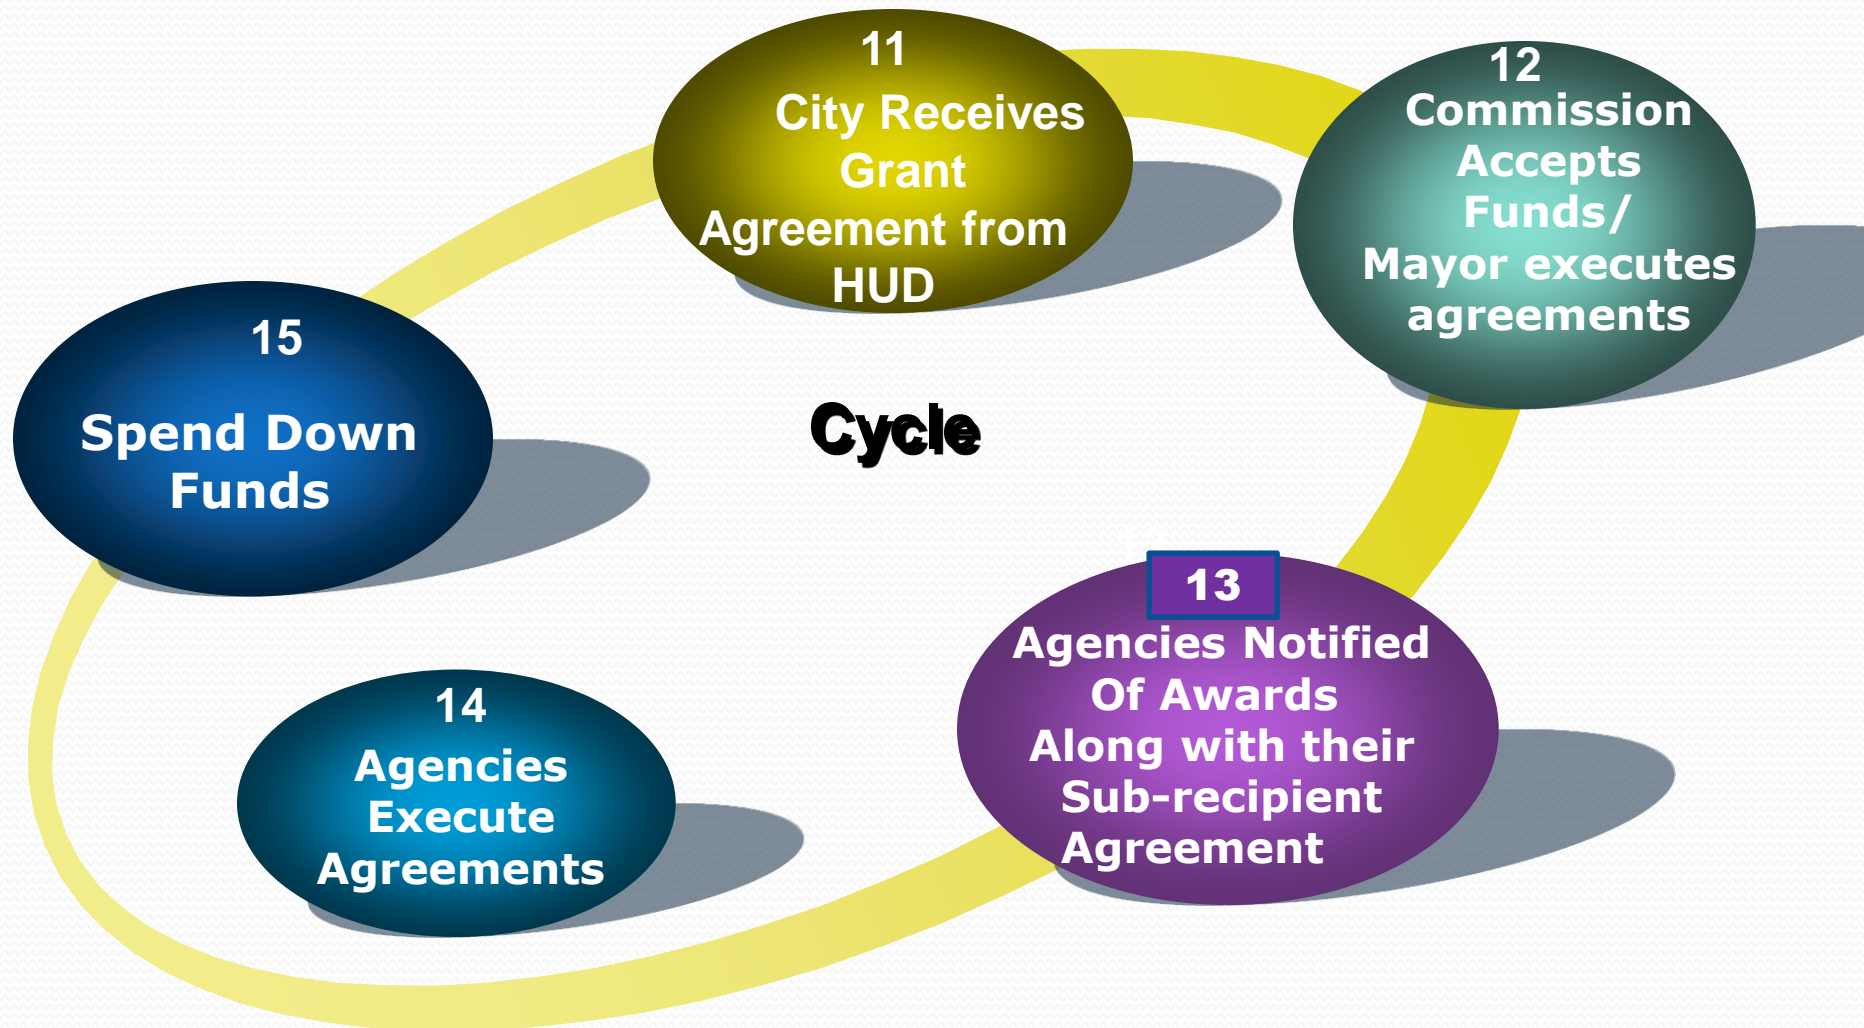 11
City Receives
Grant
Agreement from
HUD
12
Commission
Accepts
Funds/
Mayor executes
agreements
15
Spend Down
Funds
Cycle
13
Agencies Notified
Of Awards
Along with their
Sub-recipient
Agreement
14
Agencies
Execute
Agreements